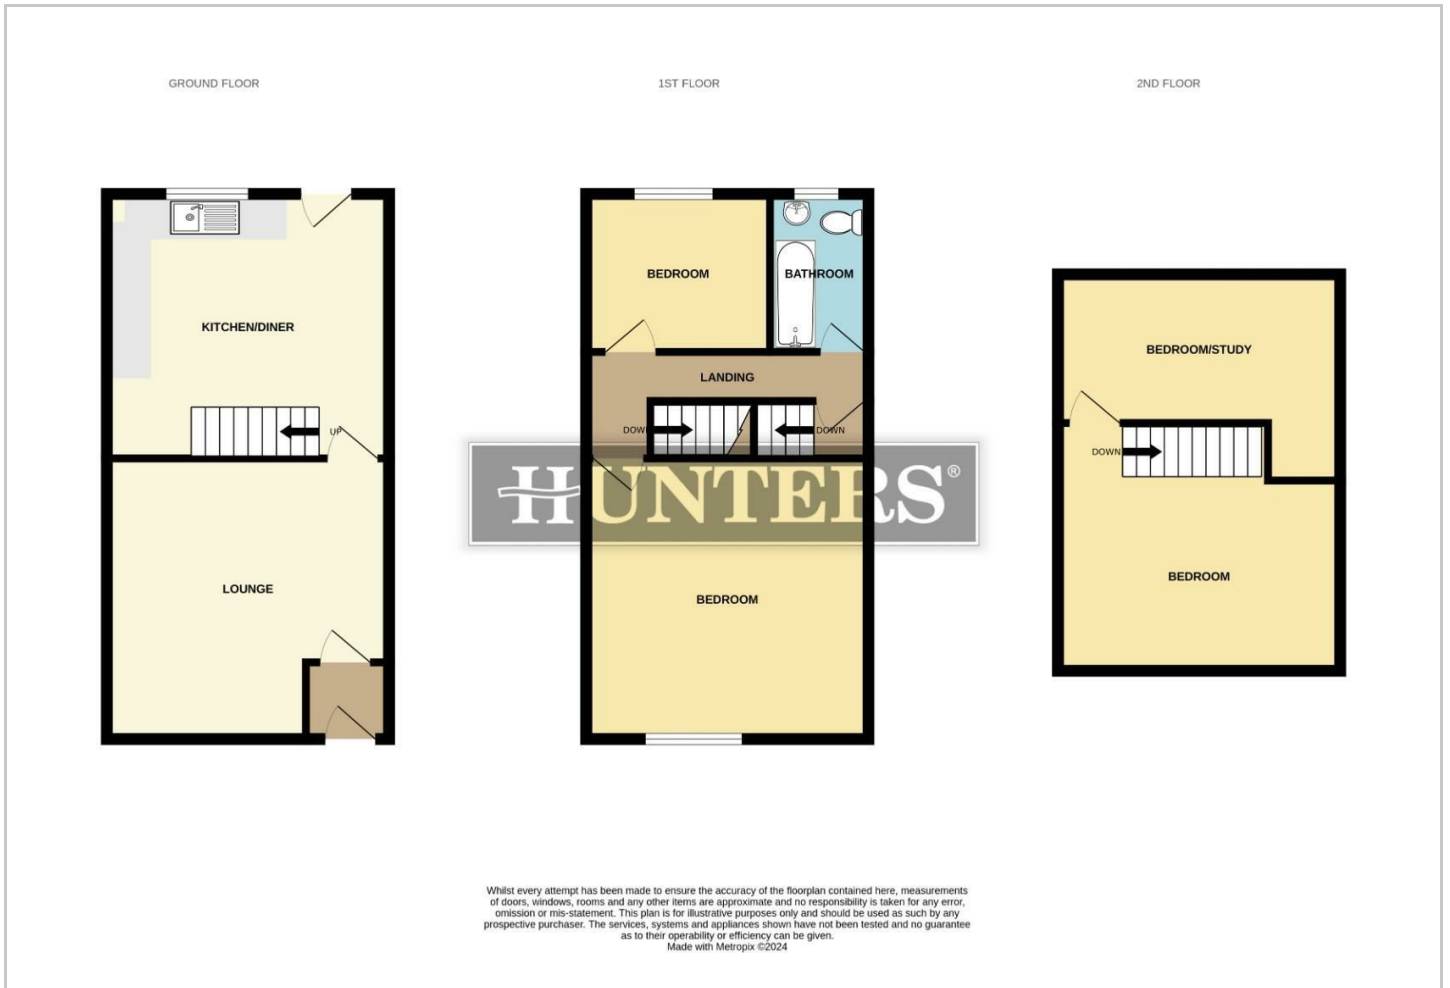 GROUND FLOOR
1ST FLOOR
2ND FLOOR
KITCHEN/DINER
UP
LOUNGE
BEDROOM
BATHROOM
LANDING
DOWN
DOWN
HUNTERS®
BEDROOM
BEDROOM/STUDY
DOWN
BEDROOM
Whilst every attempt has been made to ensure the accuracy of the floorplan contained here, measurements
of doors, windows, rooms and any other items are approximate and no responsibility is taken for any error,
omission or mis-statement. This plan is for illustrative purposes only and should be used as such by any
prospective purchaser. The services, systems and appliances shown have not been tested and no guarantee
as to their operability or efficiency can be given.
Made with Metropix ©2024